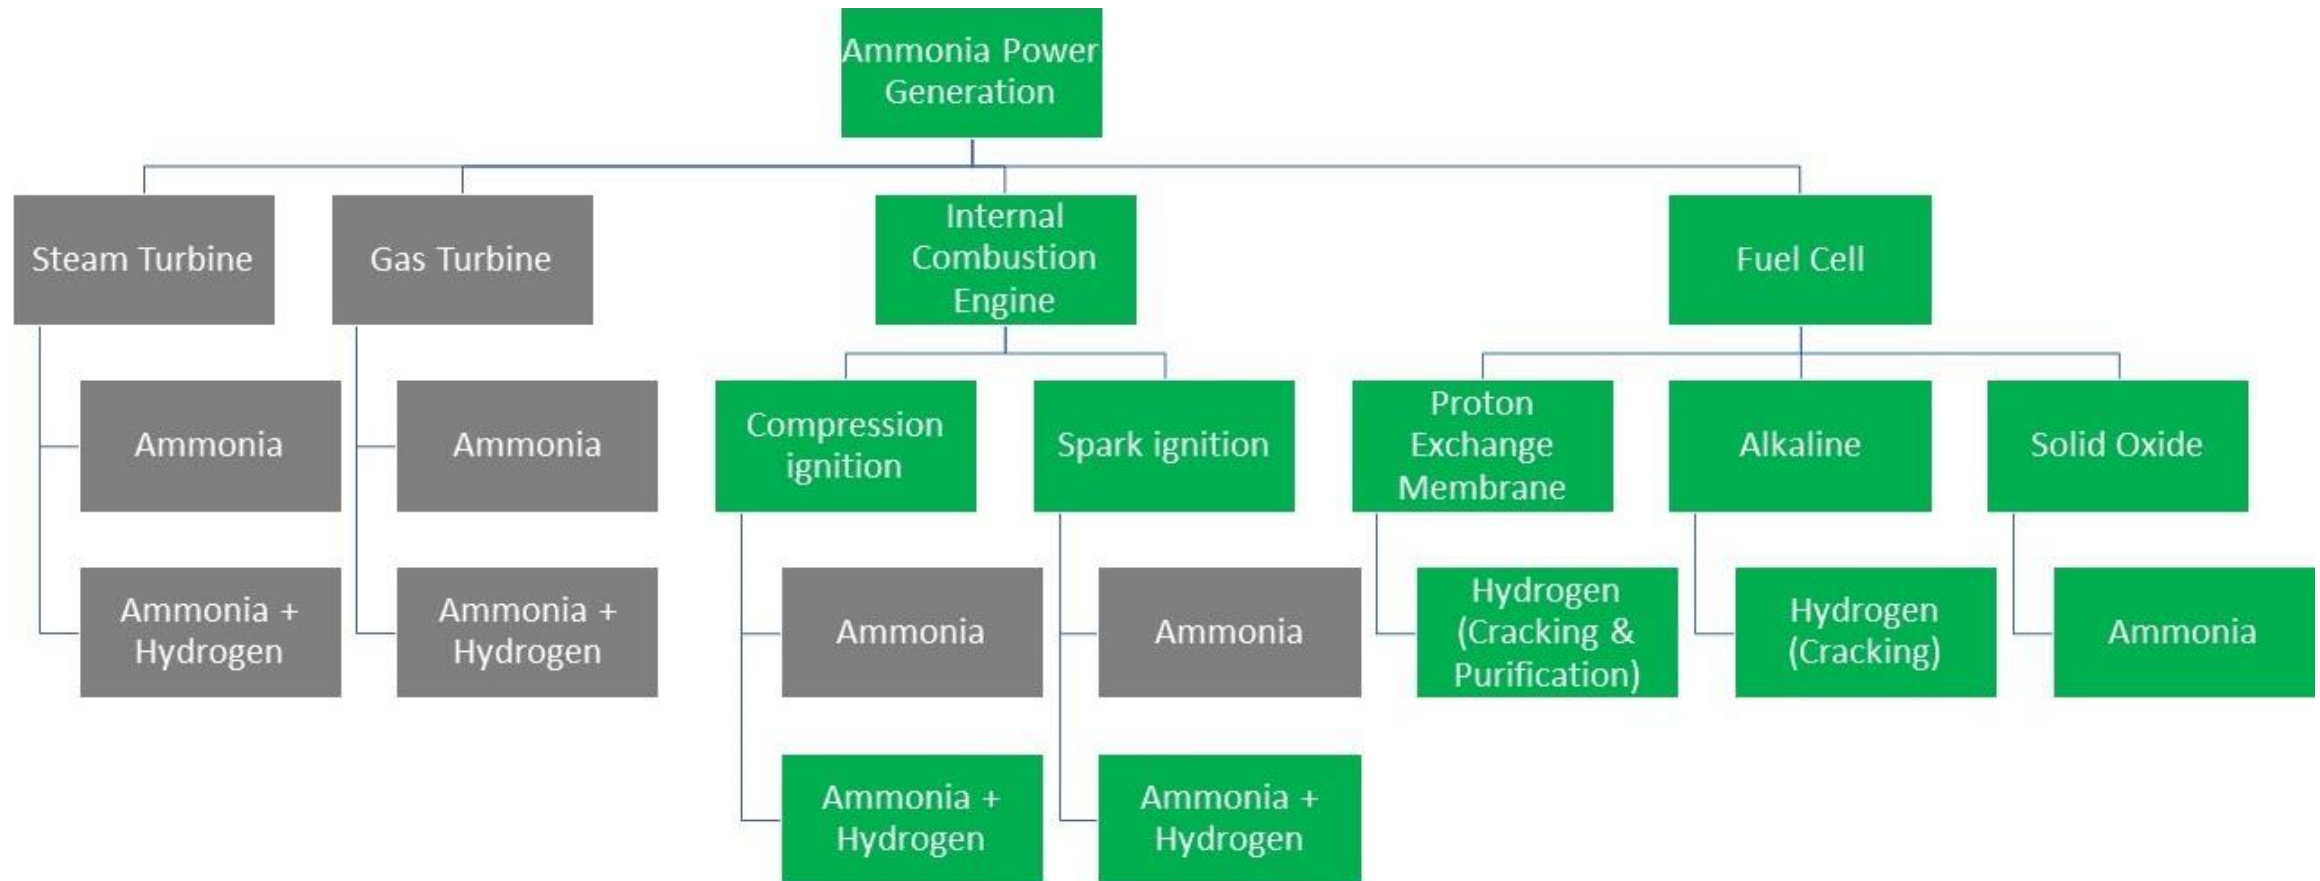 Ammonia Power
Generation
Steam Turbine
Gas Turbine
Internal
Combustion
Engine
Fuel Cell
Ammonia
Ammonia
Compression
ignition
Spark ignition
Proton
Exchange
Membrane
Alkaline
Solid Oxide
Ammonia +
Hydrogen
Ammonia +
Hydrogen
Ammonia
Ammonia
Hydrogen
(Cracking &
Purification)
Hydrogen
(Cracking)
Ammonia
Ammonia +
Hydrogen
Ammonia +
Hydrogen